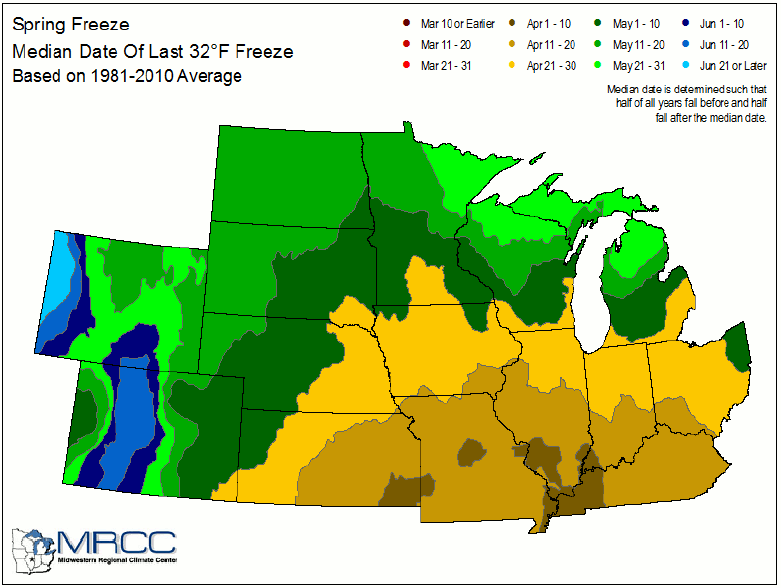 Spring Freeze
Median Date Of Last 32°F Freeze
Based on 1981-2010 Average
Mar 10 or Earlier
Mar 11 - 20
Mar 21 - 31
Apr 1 - 10
Apr 11 - 20
Apr 21 - 30
May 1 - 10
May 11 - 20
May 21 - 31
Jun 1 - 10
Jun 11 - 20
Jun 21 or Later
Median date is determined such that
half of all years fall before and half
fall after the median date.
MRCC
Midwestern Regional Climate Center